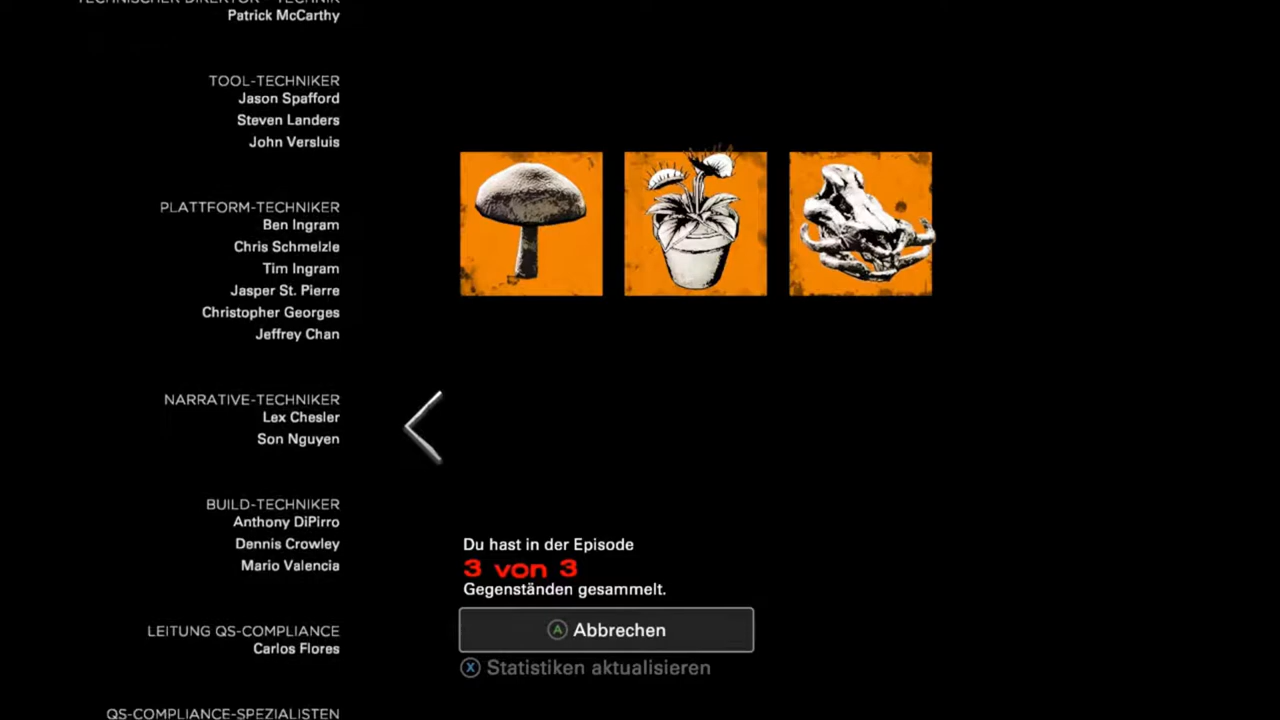 TECHNISCHER DIREKTOR - TECHNIK
Patrick McCarthy
TOOL-TECHNIKER
Jason Spafford
Steven Landers
John Versluis
PLATTFORM-TECHNIKER
Ben Ingram
Chris Schmelzle
Tim Ingram
Jasper St. Pierre
Christopher Georges
Jeffrey Chan
NARRATIVE-TECHNIKER
Lex Chesler
Son Nguyen
BUILD-TECHNIKER
Anthony DiPirro
Dennis Crowley
Mario Valencia
LEITUNG QS-COMPLIANCE
Carlos Flores
QS-COMPLIANCE-SPEZIALISTEN
Du hast in der Episode
3 von 3
Gegenständen gesammelt.
A Abbrechen
X Statistiken aktualisieren